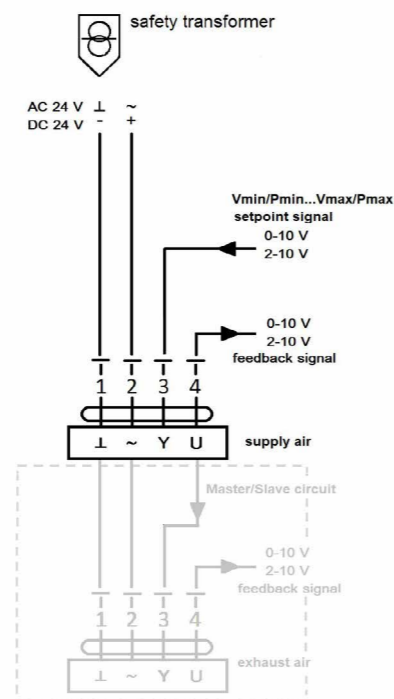 safety transformer
AC 24 V ⊥ ~
DC 24 V - +
Vmin/Pmin...Vmax/Pmax
setpoint signal
0-10 V
2-10 V
0-10 V
2-10 V
feedback signal
1 2 3 4
⊥ ~ Y U
supply air
Master/Slave circuit
0-10 V
2-10 V
feedback signal
1 2 3 4
⊥ ~ Y U
exhaust air